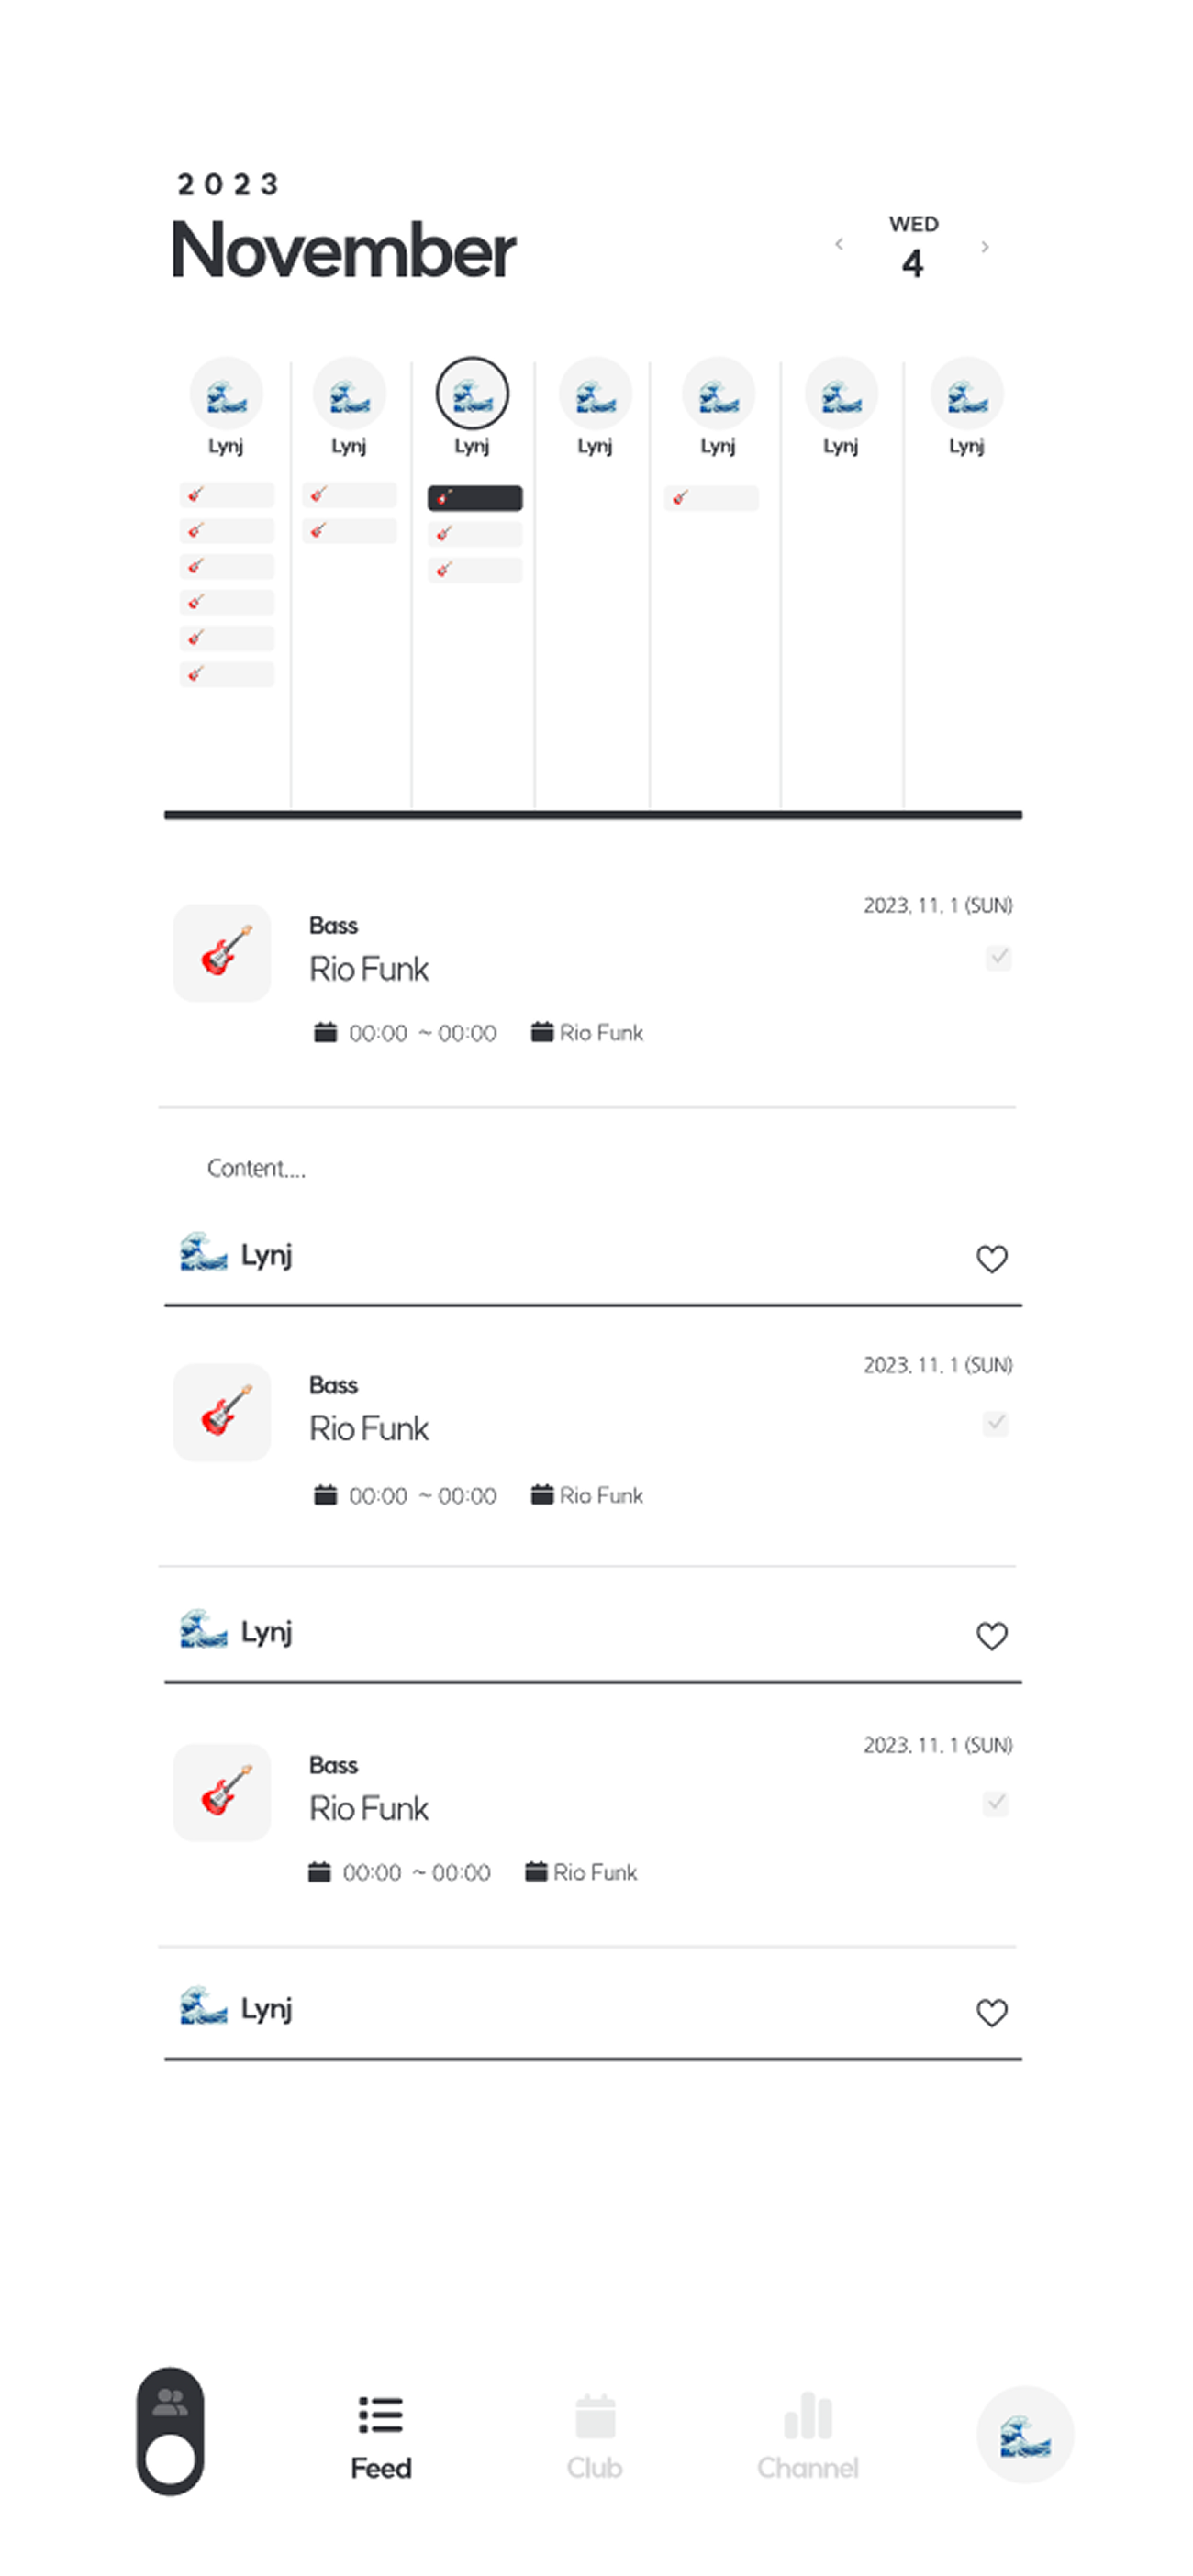 2023
November
WED
4
Lynj Lynj Lynj Lynj Lynj Lynj Lynj
2023. 11. 1 (SUN)
Bass
Rio Funk
00:00 ~ 00:00 Rio Funk
Content....
Lynj
2023. 11. 1 (SUN)
Bass
Rio Funk
00:00 ~ 00:00 Rio Funk
Lynj
2023. 11. 1 (SUN)
Bass
Rio Funk
00:00 ~ 00:00 Rio Funk
Lynj
Feed Club Channel